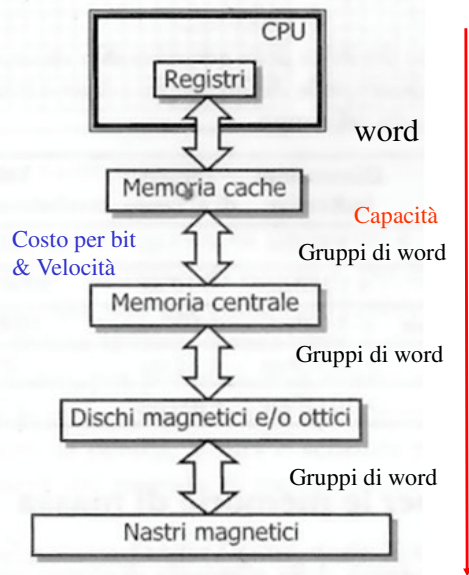 CPU
Registri
word
Memoria cache
Capacità
Costo per bit
& Velocità
Gruppi di word
Memoria centrale
Gruppi di word
Dischi magnetici e/o ottici
Gruppi di word
Nastri magnetici